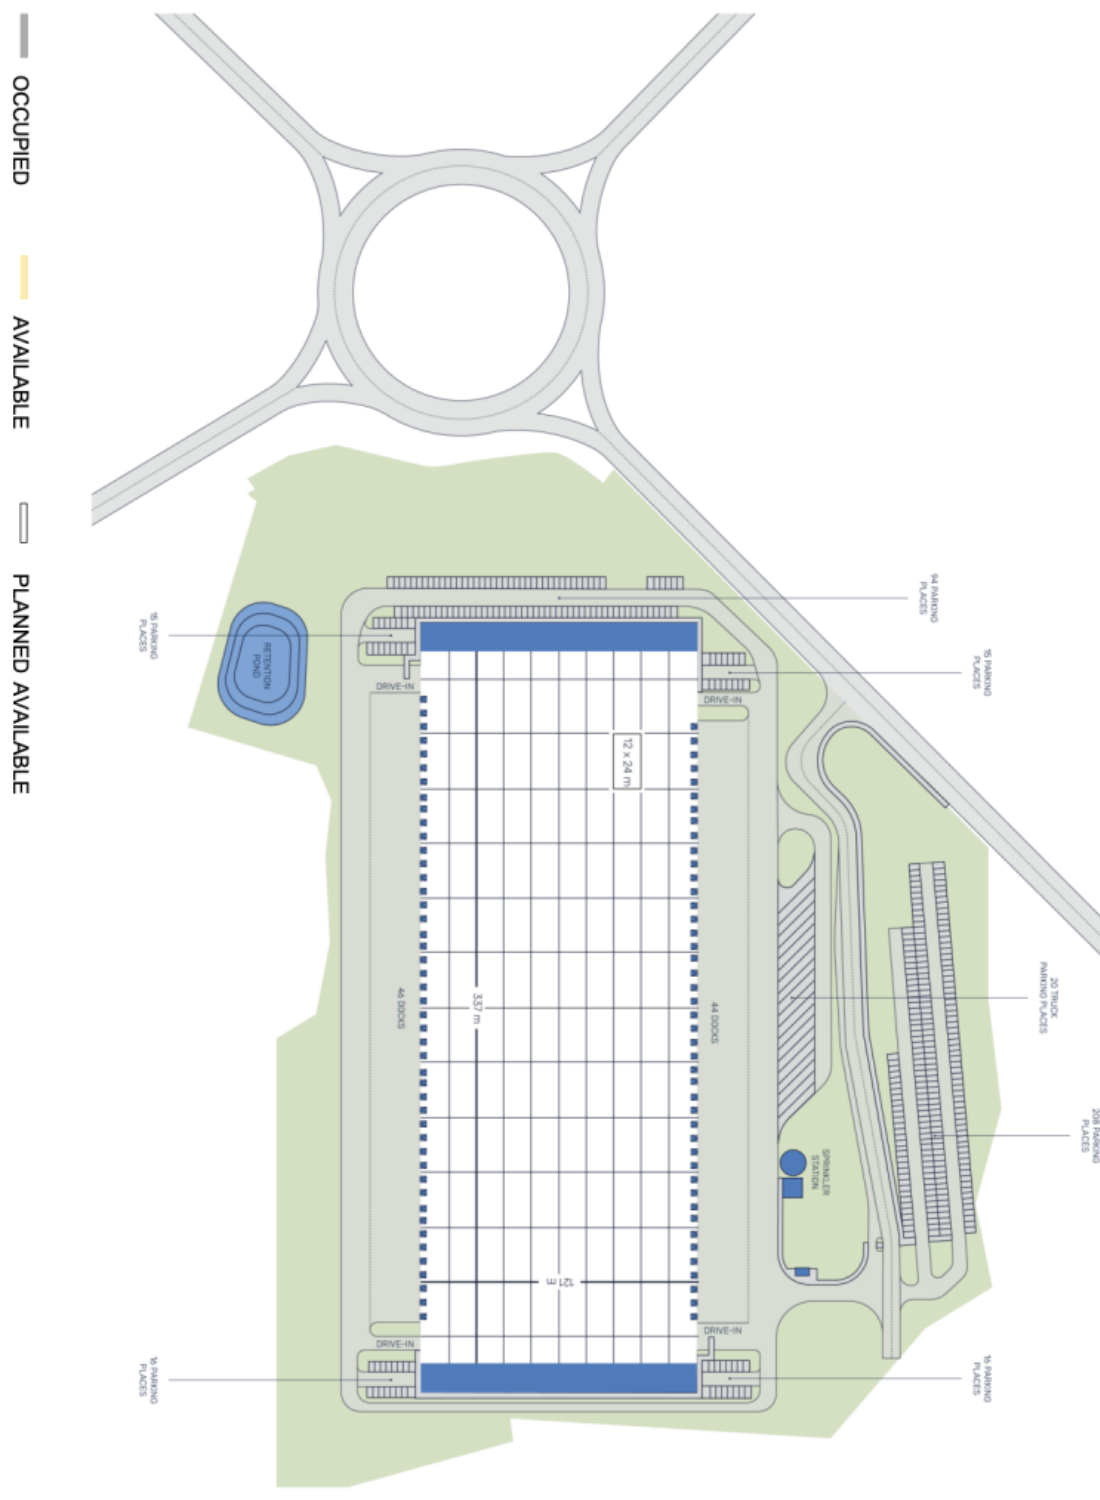 OCCUPIED
AVAILABLE
PLANNED AVAILABLE
94 PARKING
PLACES
15 PARKING
PLACES
15 PARKING
PLACES
RETENTION
POND
DRIVE-IN
DRIVE-IN
12 x 24 m
337 m
46 DOCKS
44 DOCKS
20 TRUCK
PARKING PLACES
208 PARKING
PLACES
SPRINKLER
STATION
121 m
DRIVE-IN
DRIVE-IN
16 PARKING
PLACES
16 PARKING
PLACES